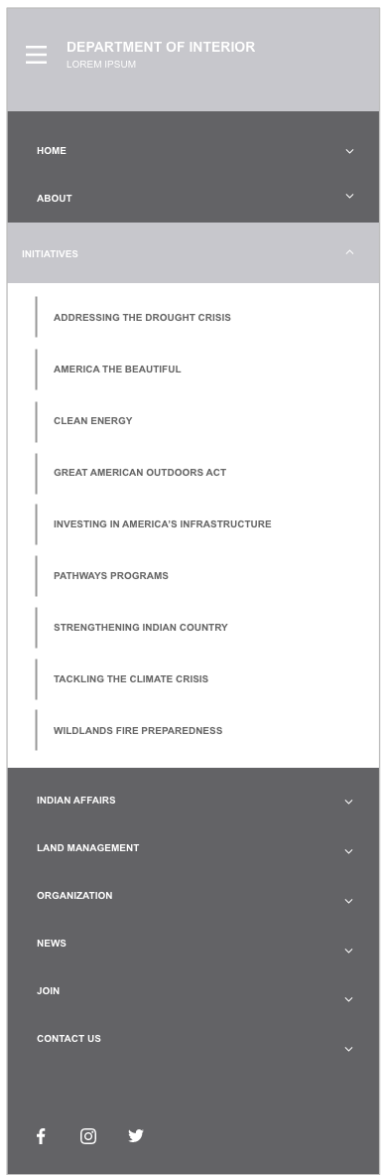 DEPARTMENT OF INTERIOR
LOREM IPSUM
HOME
ABOUT
INITIATIVES
ADDRESSING THE DROUGHT CRISIS
AMERICA THE BEAUTIFUL
CLEAN ENERGY
GREAT AMERICAN OUTDOORS ACT
INVESTING IN AMERICA'S INFRASTRUCTURE
PATHWAYS PROGRAMS
STRENGTHENING INDIAN COUNTRY
TACKLING THE CLIMATE CRISIS
WILDLANDS FIRE PREPAREDNESS
INDIAN AFFAIRS
LAND MANAGEMENT
ORGANIZATION
NEWS
JOIN
CONTACT US